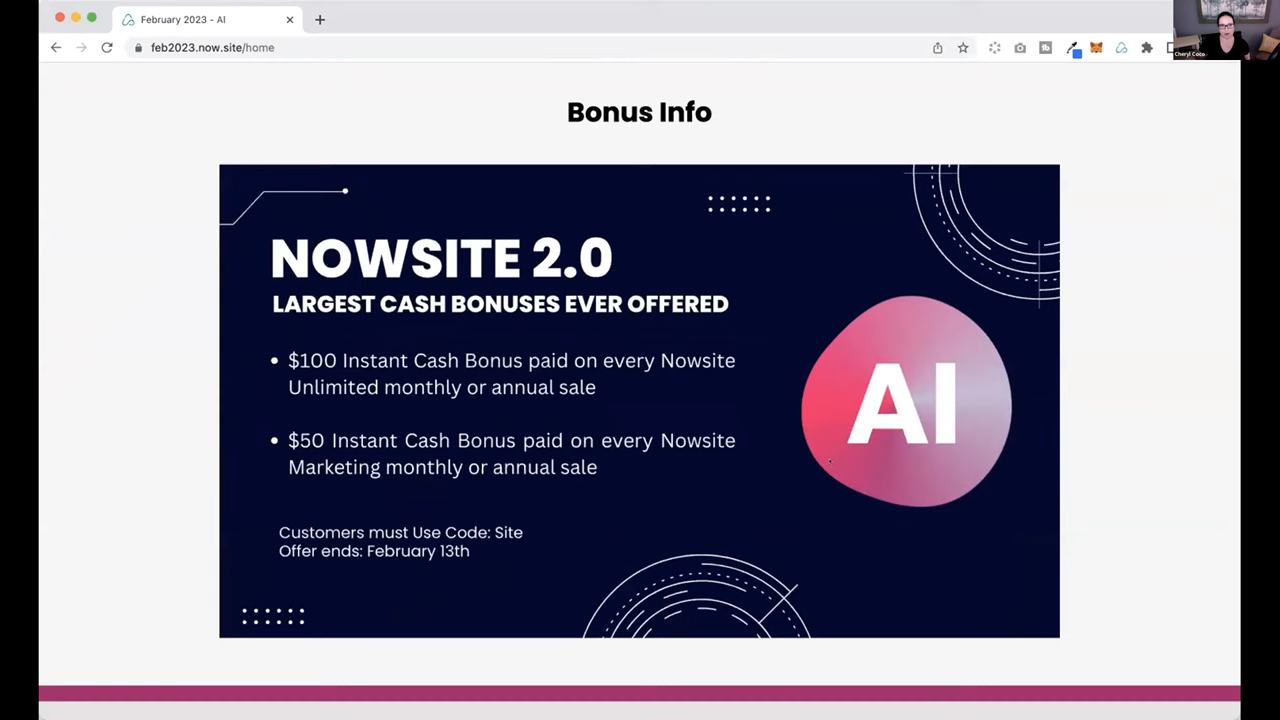 February 2023 - AI
feb2023.now.site/home
Cheryl Coco
Bonus Info
NOWSITE 2.0
LARGEST CASH BONUSES EVER OFFERED
• $100 Instant Cash Bonus paid on every Nowsite
Unlimited monthly or annual sale
• $50 Instant Cash Bonus paid on every Nowsite
Marketing monthly or annual sale
AI
Customers must Use Code: Site
Offer ends: February 13th